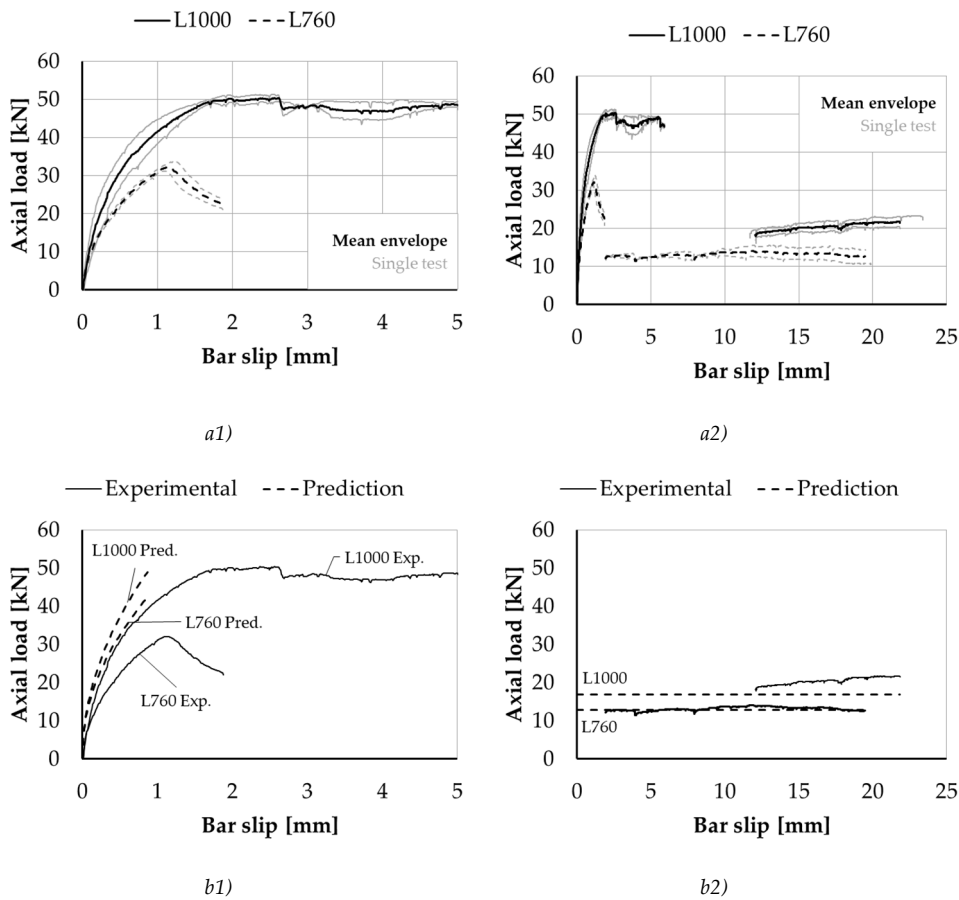 L1000 L760
60
50
40
30
20
10
0
Axial load [kN]
Mean envelope
Single test
0 1 2 3 4 5
Bar slip [mm]
a1)
L1000 L760
60
50
40
30
20
10
0
Axial load [kN]
Mean envelope
Single test
0 5 10 15 20 25
Bar slip [mm]
a2)
Experimental Prediction
60
50
40
30
20
10
0
Axial load [kN]
L1000 Pred.
L1000 Exp.
L760 Pred.
L760 Exp.
0 1 2 3 4 5
Bar slip [mm]
b1)
Experimental Prediction
60
50
40
30
20
10
0
Axial load [kN]
L1000
L760
0 5 10 15 20 25
Bar slip [mm]
b2)